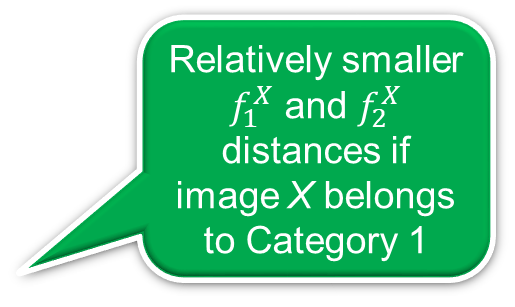 Relatively smaller
f₁ˣ and f₂ˣ
distances if
image X belongs
to Category 1